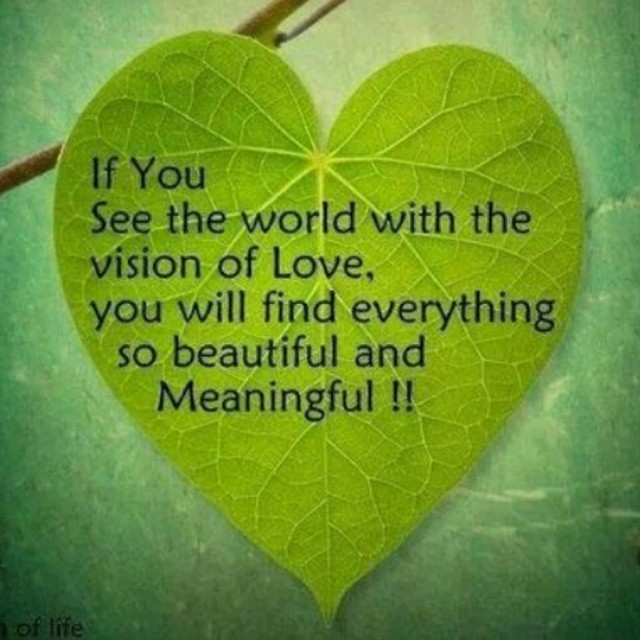 If You
See the world with the
vision of Love,
you will find everything
so beautiful and
Meaningful !!
of life